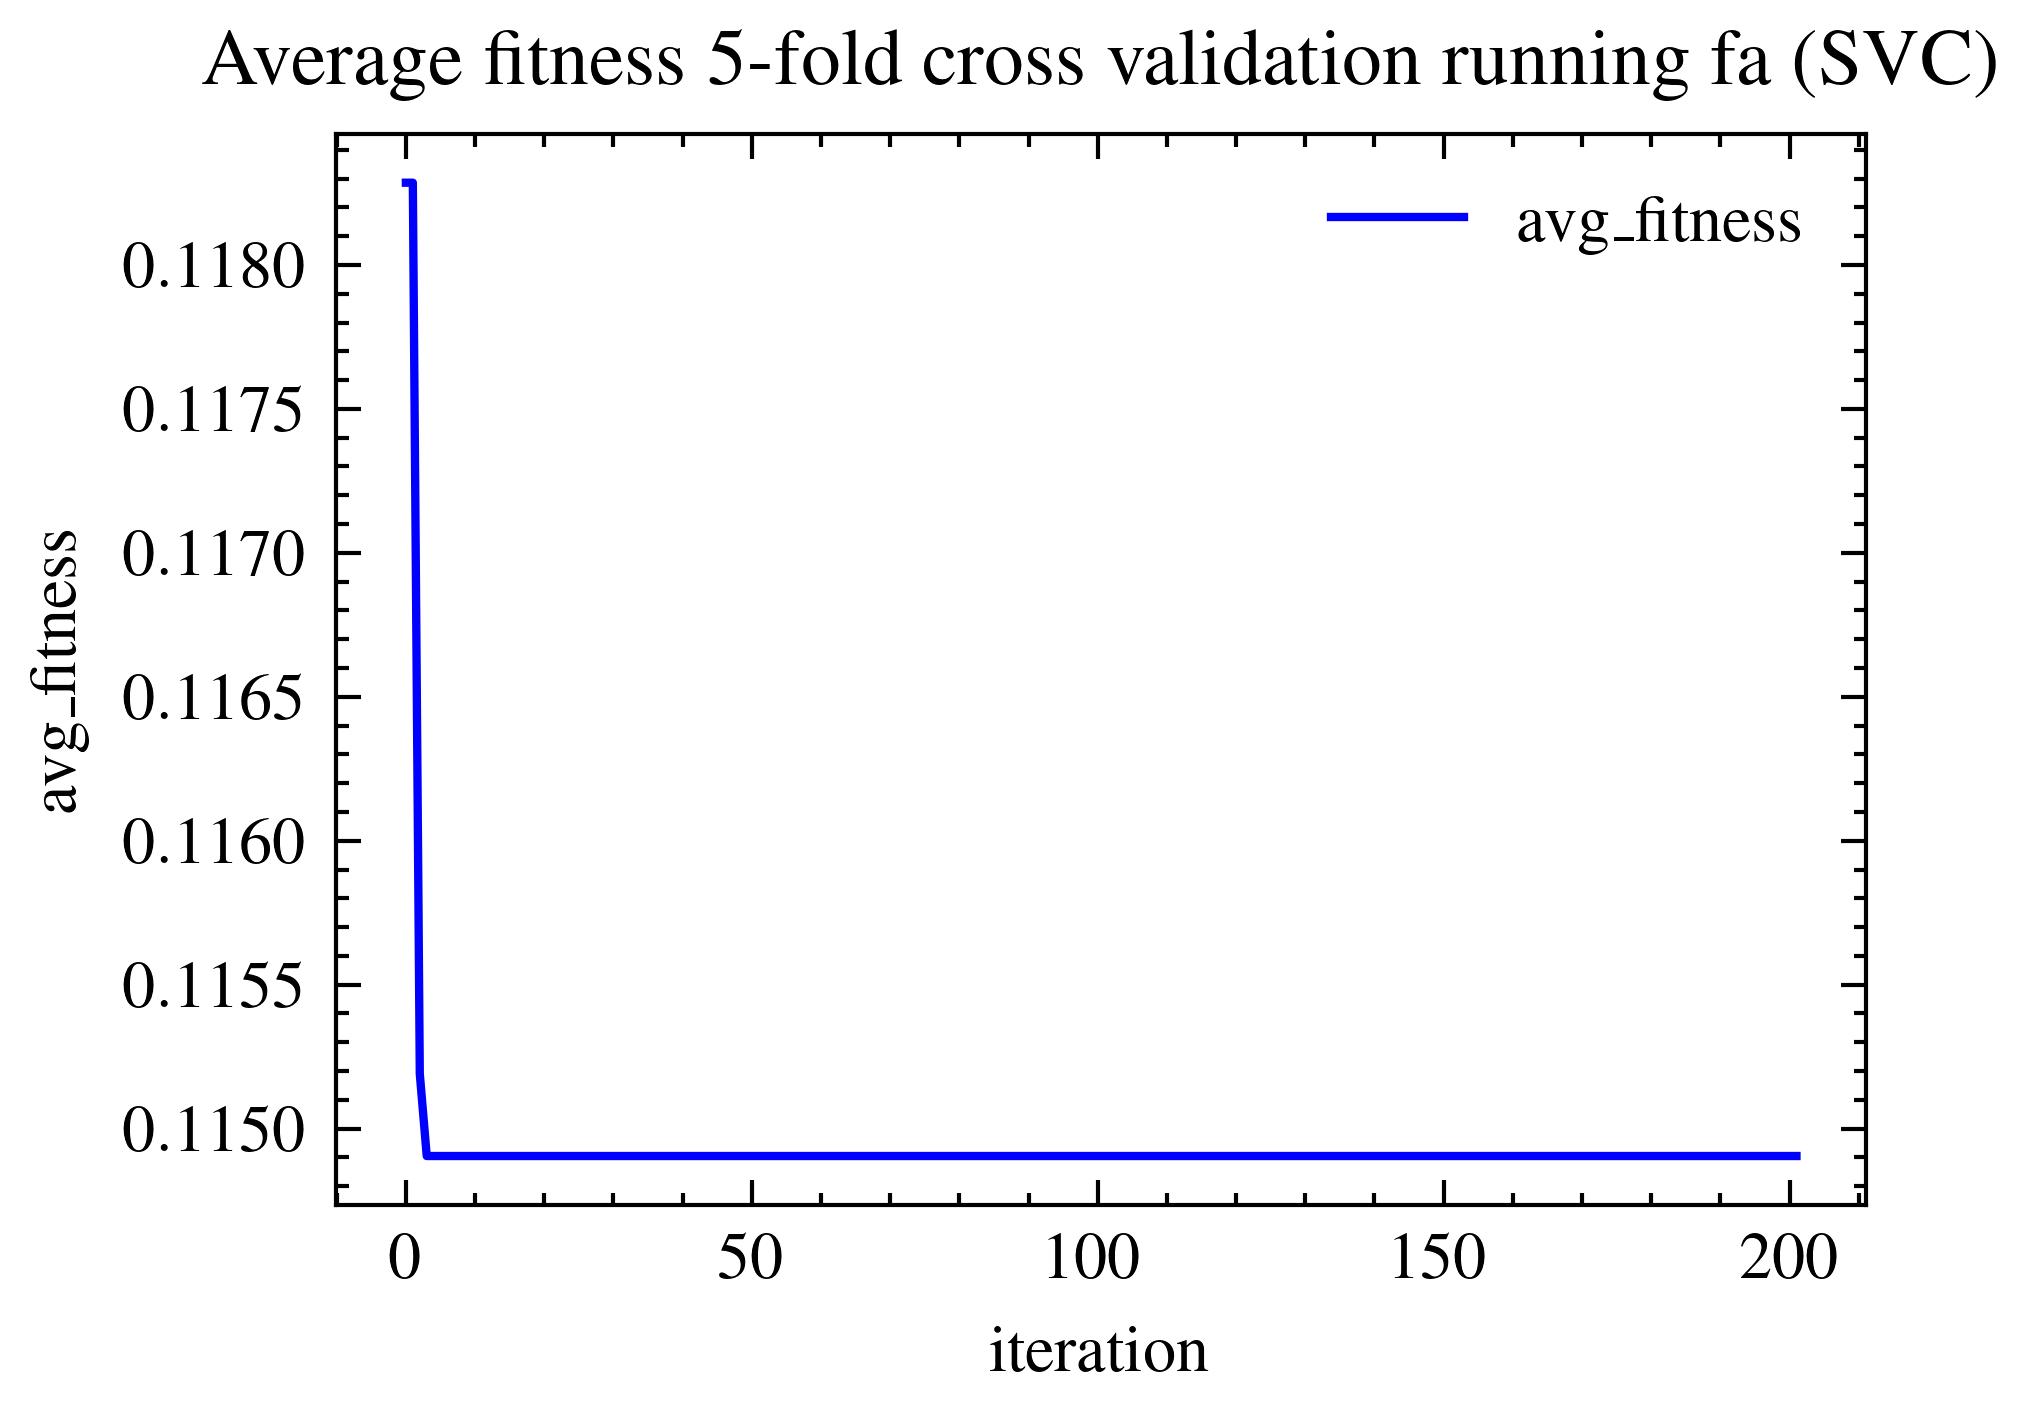 Average fitness 5-fold cross validation running fa (SVC)
avg_fitness
0.1180
0.1175
0.1170
0.1165
0.1160
0.1155
0.1150
avg_fitness
0 50 100 150 200
iteration